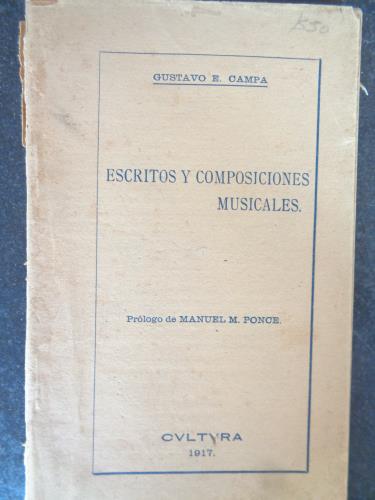 GUSTAVO E. CAMPA
ESCRITOS Y COMPOSICIONES
MUSICALES.
Prólogo de MANUEL M. PONCE.
CVLTVRA
1917.